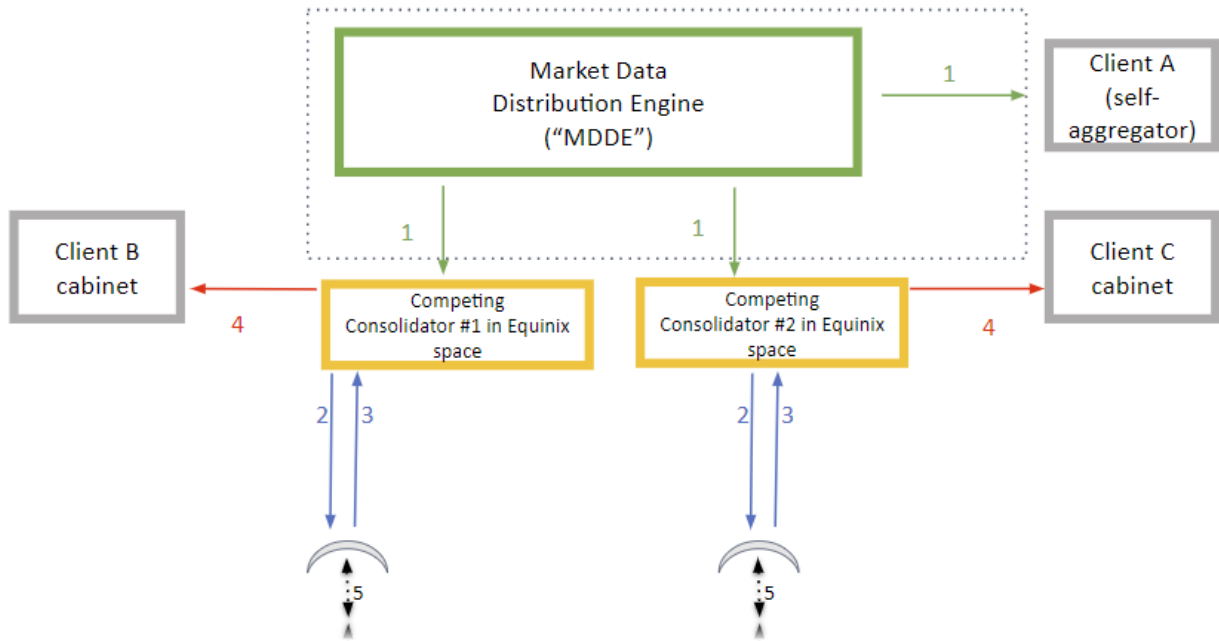 Market Data
Distribution Engine
(“MDDE”)
1
Client A
(self-
aggregator)
1
1
Client B
cabinet
Client C
cabinet
4
Competing
Consolidator #1 in Equinix
space
Competing
Consolidator #2 in Equinix
space
4
2
3
2
3
5
5